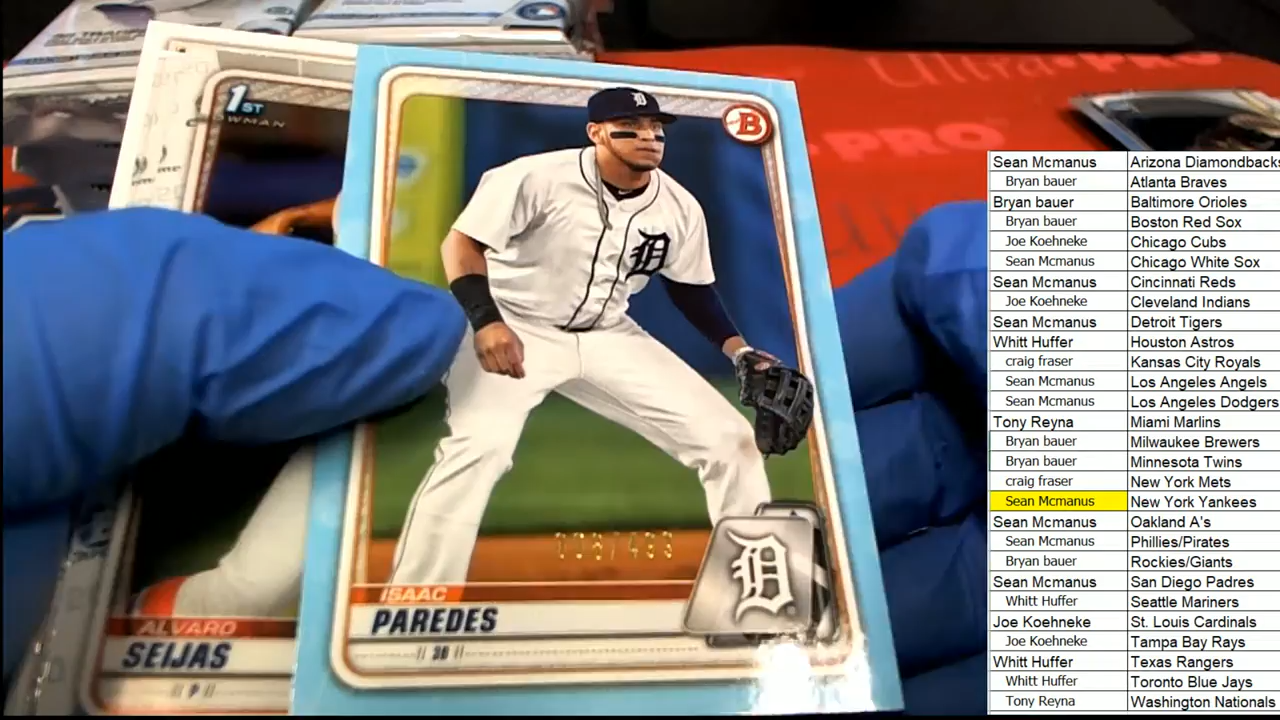 1ST
BOWMAN
D
B
D
038/499
ISAAC
PAREDES
3B
D
ALVARO
SEIJAS
P
Ultra PRO
PRO
Sean Mcmanus Arizona Diamondbacks
Bryan bauer Atlanta Braves
Bryan bauer Baltimore Orioles
Bryan bauer Boston Red Sox
Joe Koehneke Chicago Cubs
Sean Mcmanus Chicago White Sox
Sean Mcmanus Cincinnati Reds
Joe Koehneke Cleveland Indians
Sean Mcmanus Detroit Tigers
Whitt Huffer Houston Astros
craig fraser Kansas City Royals
Sean Mcmanus Los Angeles Angels
Sean Mcmanus Los Angeles Dodgers
Tony Reyna Miami Marlins
Bryan bauer Milwaukee Brewers
Bryan bauer Minnesota Twins
craig fraser New York Mets
Sean Mcmanus New York Yankees
Sean Mcmanus Oakland A's
Sean Mcmanus Phillies/Pirates
Bryan bauer Rockies/Giants
Sean Mcmanus San Diego Padres
Whitt Huffer Seattle Mariners
Joe Koehneke St. Louis Cardinals
Joe Koehneke Tampa Bay Rays
Whitt Huffer Texas Rangers
Whitt Huffer Toronto Blue Jays
Tony Reyna Washington Nationals